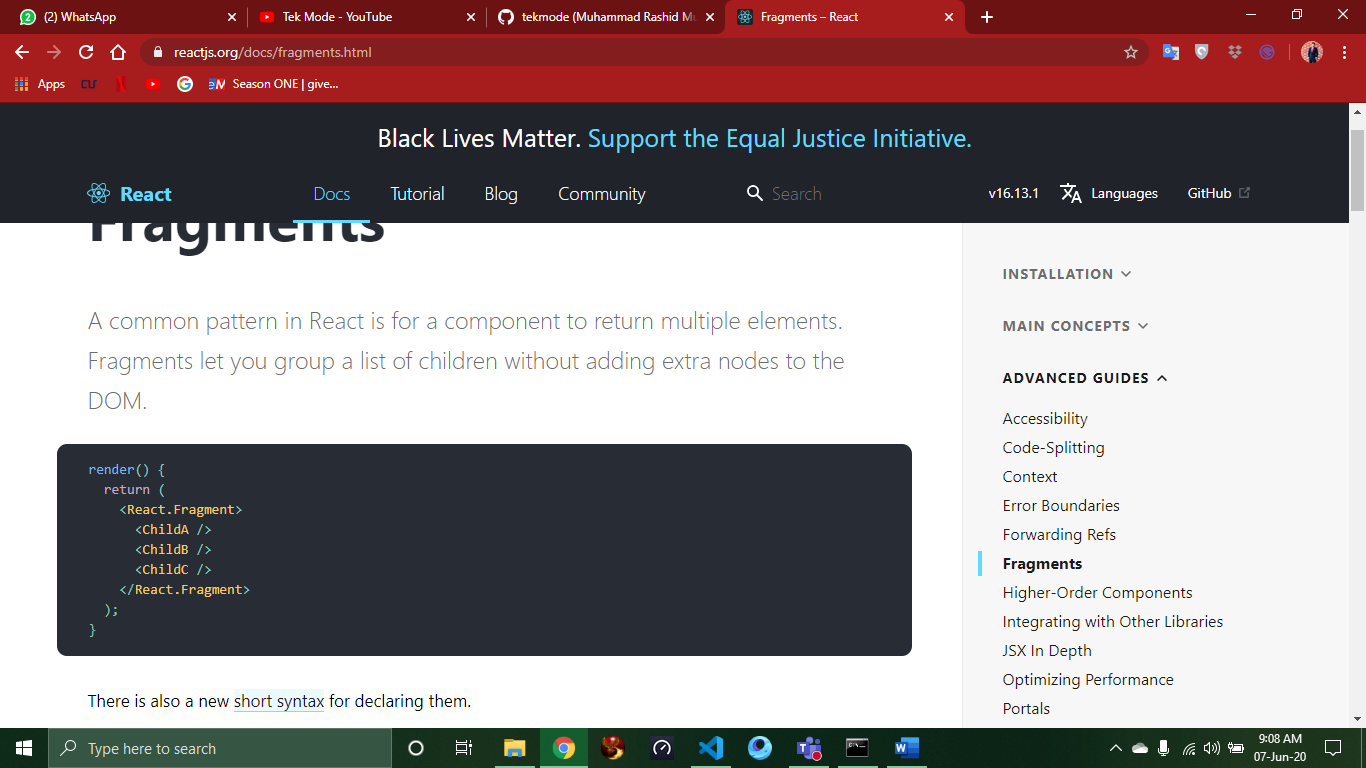 (2) WhatsApp
Tek Mode - YouTube
tekmode (Muhammad Rashid Mu
Fragments – React
reactjs.org/docs/fragments.html
Apps
Season ONE | give...
Black Lives Matter. Support the Equal Justice Initiative.
React
Docs
Tutorial
Blog
Community
Search
v16.13.1
Languages
GitHub
Fragments
A common pattern in React is for a component to return multiple elements.
Fragments let you group a list of children without adding extra nodes to the
DOM.
render() {
return (
<React.Fragment>
<ChildA />
<ChildB />
<ChildC />
</React.Fragment>
);
}
There is also a new short syntax for declaring them.
INSTALLATION
MAIN CONCEPTS
ADVANCED GUIDES
Accessibility
Code-Splitting
Context
Error Boundaries
Forwarding Refs
Fragments
Higher-Order Components
Integrating with Other Libraries
JSX In Depth
Optimizing Performance
Portals
Type here to search
9:08 AM
07-Jun-20